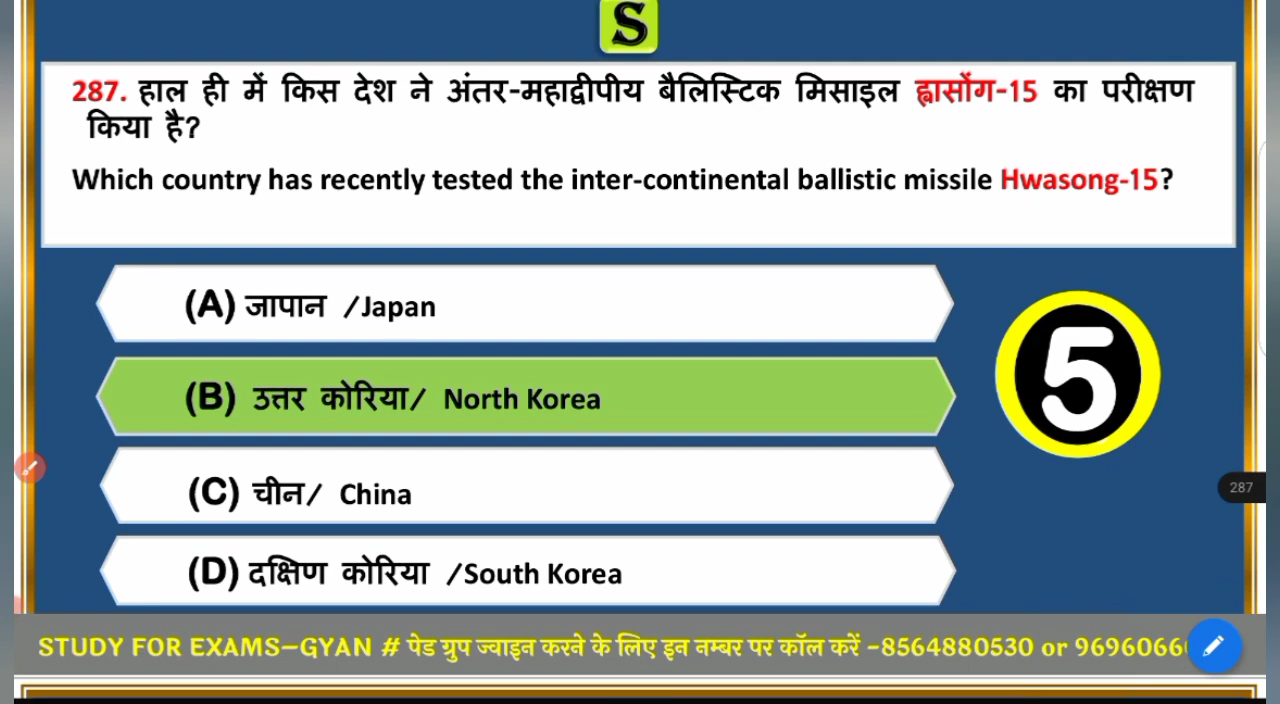 S
287. हाल ही में किस देश ने अंतर-महाद्वीपीय बैलिस्टिक मिसाइल ह्वासोंग-15 का परीक्षण
किया है?
Which country has recently tested the inter-continental ballistic missile Hwasong-15?
(A) जापान /Japan
(B) उत्तर कोरिया/ North Korea
5
(C) चीन/ China
287
(D) दक्षिण कोरिया /South Korea
STUDY FOR EXAMS–GYAN # पेड ग्रुप ज्वाइन करने के लिए इन नम्बर पर कॉल करें -8564880530 or 9696066